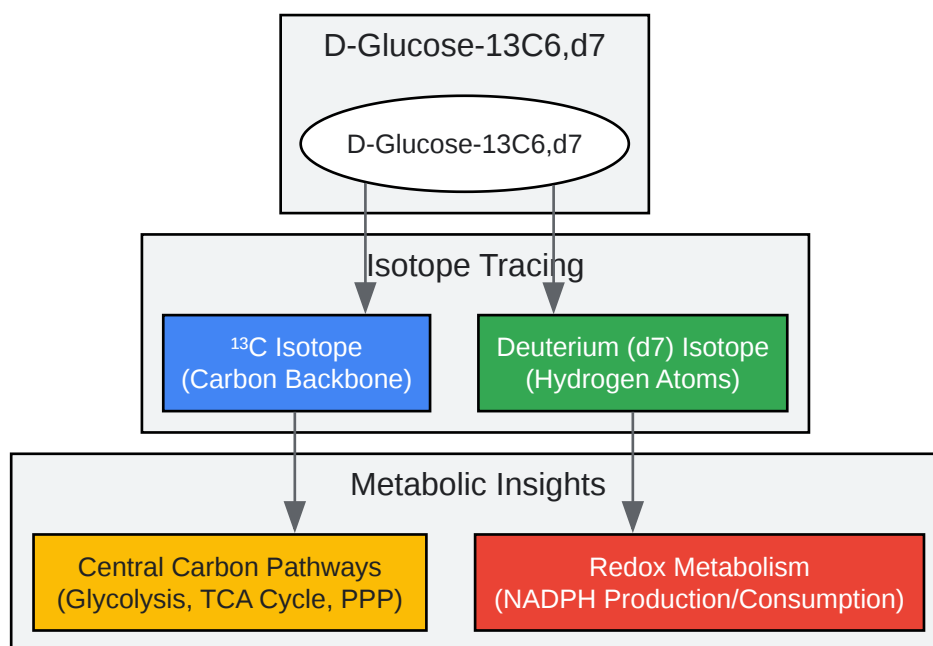 D-Glucose-13C6,d7
D-Glucose-13C6,d7
Isotope Tracing
¹³C Isotope
(Carbon Backbone)
Deuterium (d7) Isotope
(Hydrogen Atoms)
Metabolic Insights
Central Carbon Pathways
(Glycolysis, TCA Cycle, PPP)
Redox Metabolism
(NADPH Production/Consumption)